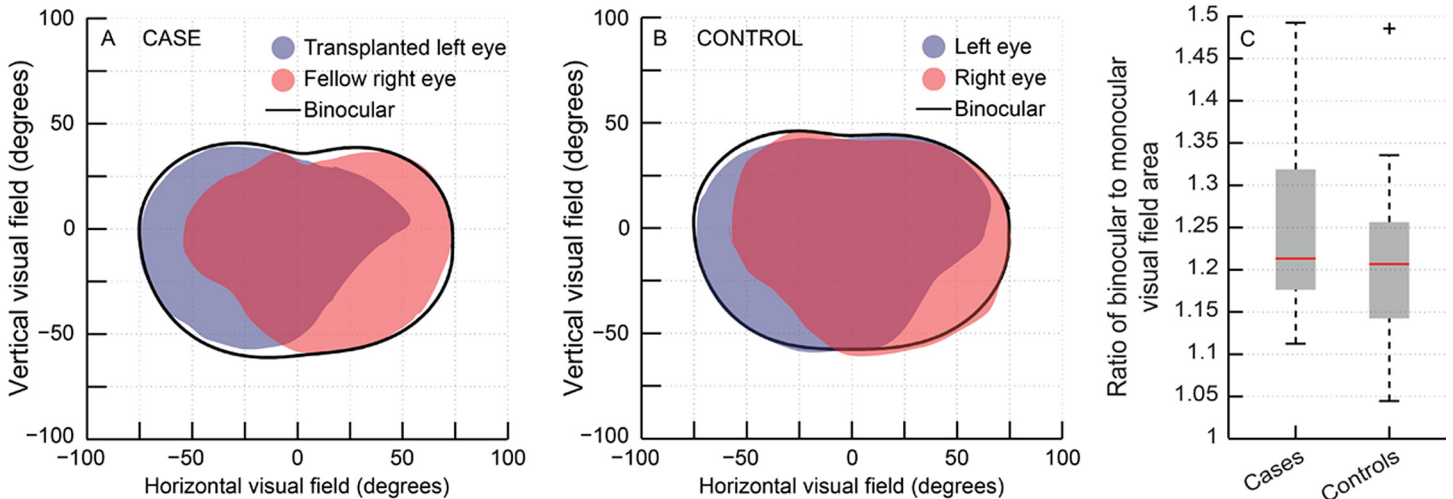 A CASE
Transplanted left eye
Fellow right eye
Binocular
Vertical visual field (degrees)
100
50
0
−50
−100
−100 −50 0 50 100
Horizontal visual field (degrees)
B CONTROL
Left eye
Right eye
Binocular
Vertical visual field (degrees)
100
50
0
−50
−100
−100 −50 0 50 100
Horizontal visual field (degrees)
C
Ratio of binocular to monocular
visual field area
1.5
1.45
1.4
1.35
1.3
1.25
1.2
1.15
1.1
1.05
1
Cases Controls